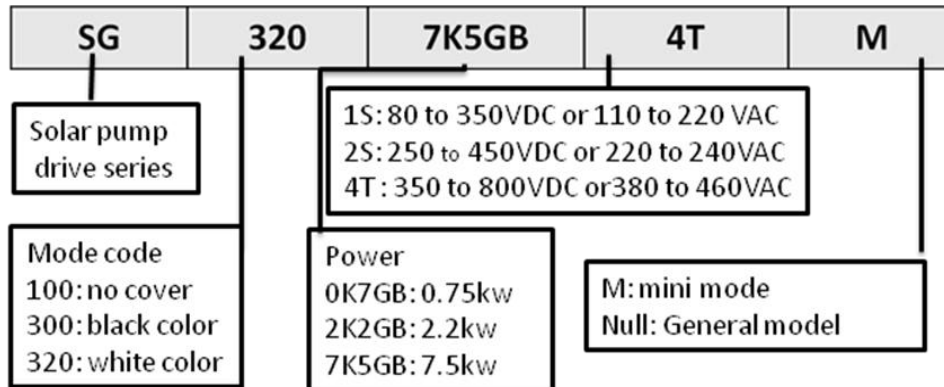 SG 320 7K5GB 4T M
Solar pump
drive series
1S: 80 to 350VDC or 110 to 220 VAC
2S: 250 to 450VDC or 220 to 240VAC
4T : 350 to 800VDC or380 to 460VAC
Mode code
100: no cover
300: black color
320: white color
Power
0K7GB: 0.75kw
2K2GB: 2.2kw
7K5GB: 7.5kw
M: mini mode
Null: General model